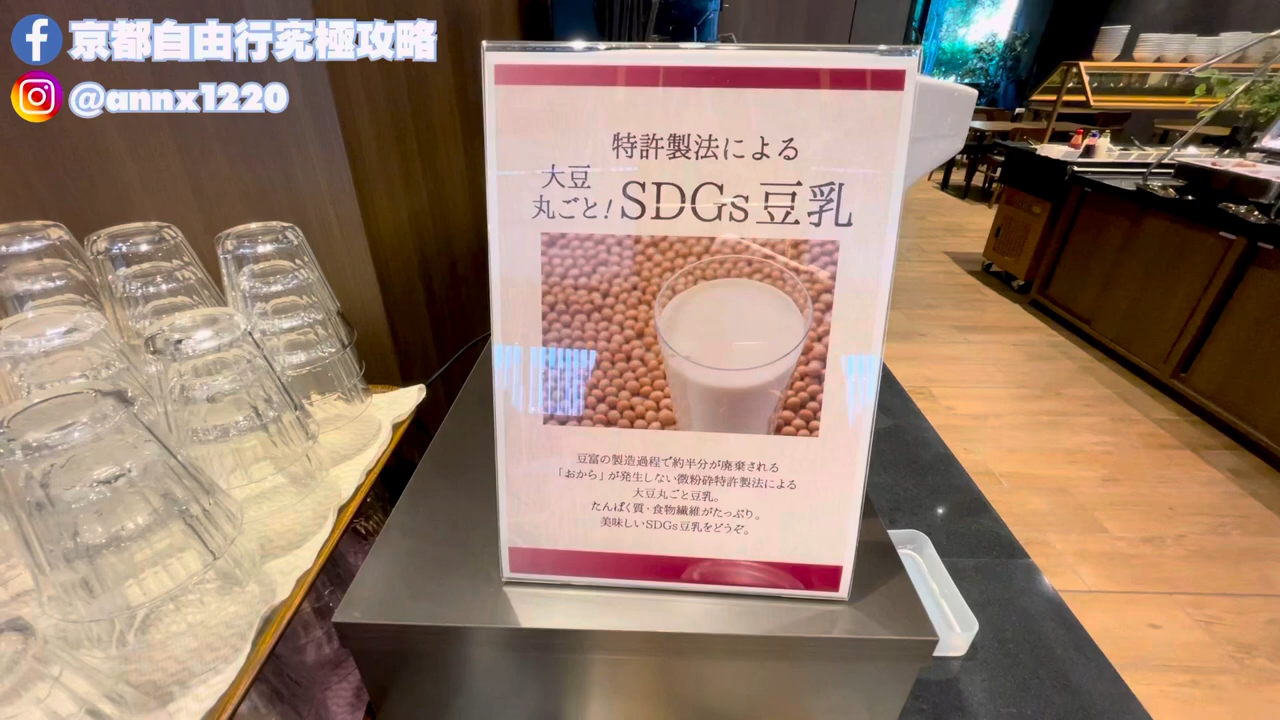 京都自由行究極攻略
@annx1220
特許製法による
大豆
丸ごと!
SDGs豆乳
豆富の製造過程で約半分が廃棄される
「おから」が発生しない微粉砕特許製法による
大豆丸ごと豆乳。
たんぱく質・食物繊維がたっぷり。
美味しいSDGs豆乳をどうぞ。